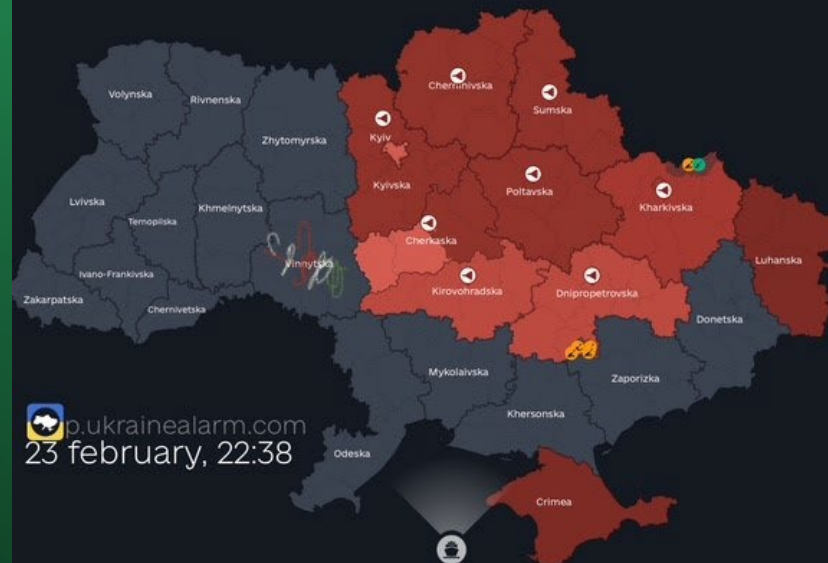 Volynska
Rivnenska
Zhytomyrska
Kyiv
Kyivska
Chernihivska
Sumska
Lvivska
Ternopilska
Khmelnytska
Vinnytska
Cherkaska
Poltavska
Kharkivska
Luhanska
Ivano-Frankivska
Zakarpatska
Chernivetska
Kirovohradska
Dnipropetrovska
Donetska
Mykolaivska
Zaporizka
Khersonska
Odeska
Crimea
p.ukrainealarm.com
23 february, 22:38